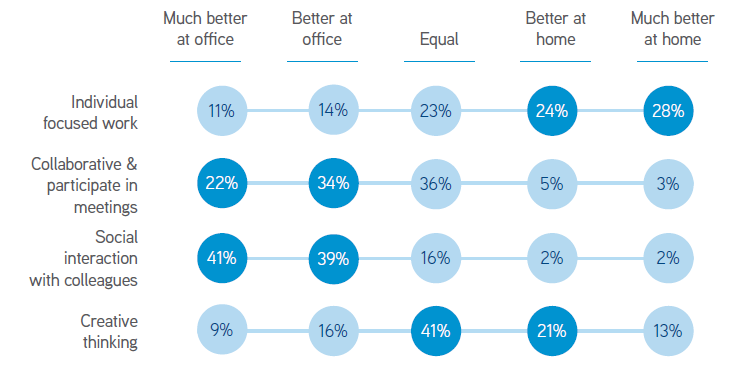 Much better
at office
Better at
office
Equal
Better at
home
Much better
at home
Individual
focused work
11%
14%
23%
24%
28%
Collaborative &
participate in
meetings
22%
34%
36%
5%
3%
Social
interaction
with colleagues
41%
39%
16%
2%
2%
Creative
thinking
9%
16%
41%
21%
13%